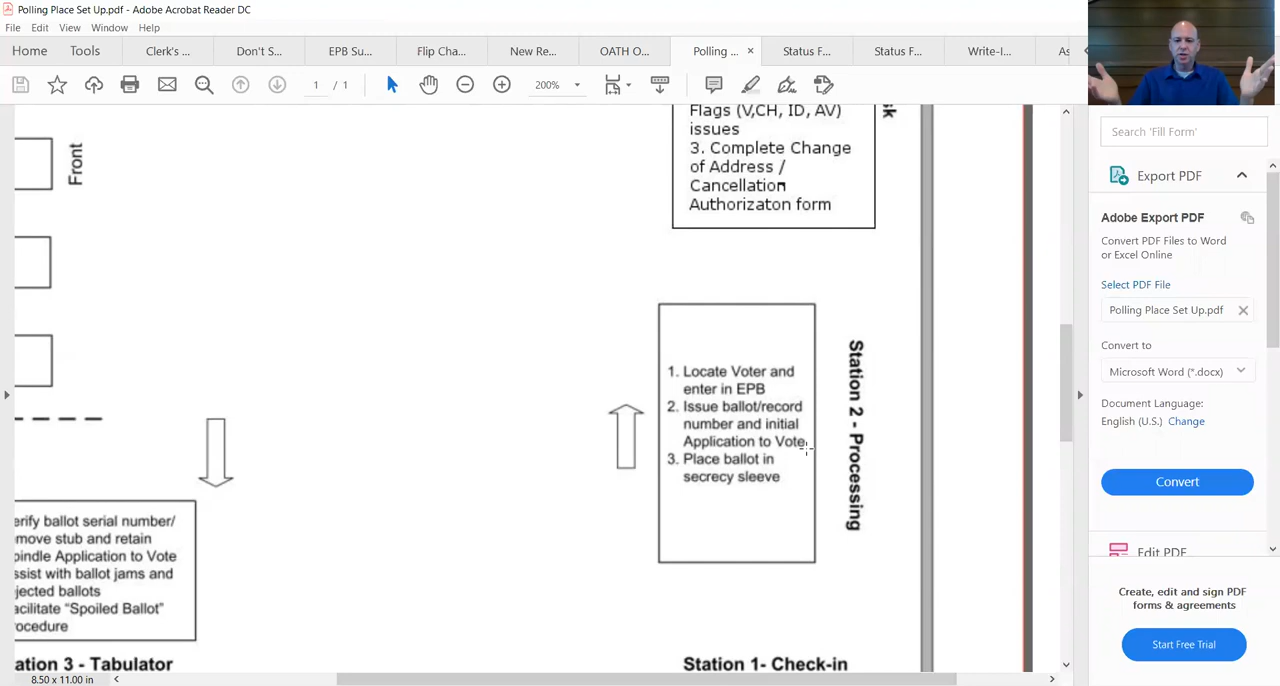 Polling Place Set Up.pdf - Adobe Acrobat Reader DC
File Edit View Window Help
Home Tools Clerk's ... Don't S... EPB Su... Flip Cha... New Re... OATH O... Polling ... × Status F... Status F... Write-I... As
1 / 1 200%
Front
Flags (V,CH, ID, AV)
issues
3. Complete Change
of Address /
Cancellation
Authorizaton form
1. Locate Voter and
enter in EPB
2. Issue ballot/record
number and initial
Application to Vote
3. Place ballot in
secrecy sleeve
Station 2 - Processing
erify ballot serial number/
move stub and retain
pindle Application to Vote
ssist with ballot jams and
jected ballots
acilitate “Spoiled Ballot”
ocedure
ation 3 - Tabulator
Station 1- Check-in
8.50 x 11.00 in
Search 'Fill Form'
Export PDF
Adobe Export PDF
Convert PDF Files to Word
or Excel Online
Select PDF File
Polling Place Set Up.pdf
Convert to
Microsoft Word (*.docx)
Document Language:
English (U.S.) Change
Convert
Edit PDF
Create, edit and sign PDF
forms & agreements
Start Free Trial